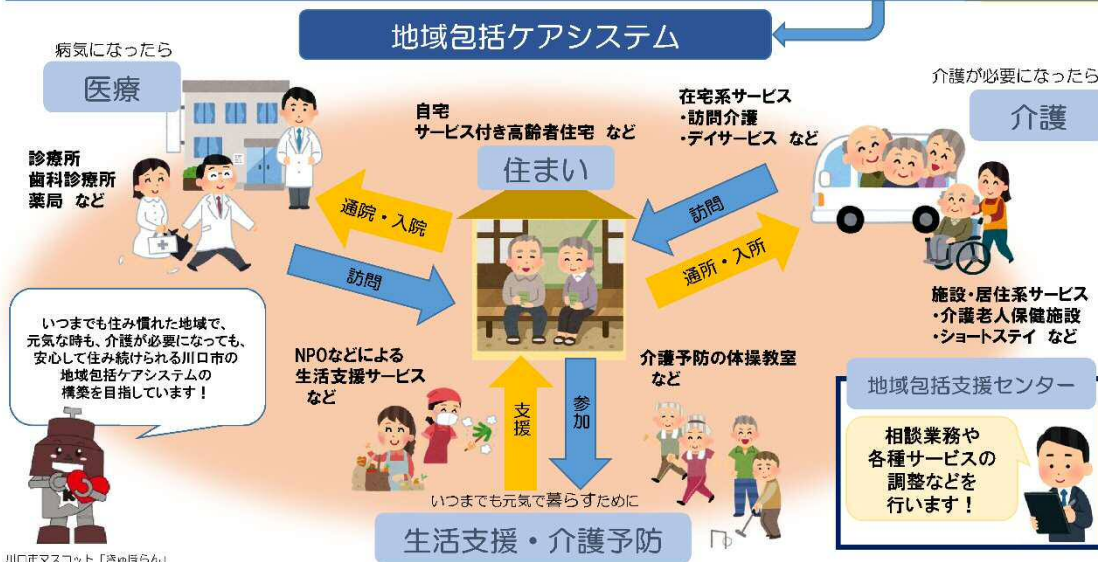 地域包括ケアシステム
病気になったら
医療
診療所
歯科診療所
薬局 など
自宅
サービス付き高齢者住宅 など
住まい
在宅系サービス
・訪問介護
・デイサービス など
介護が必要になったら
介護
通院・入院
訪問
訪問
通所・入所
施設・居住系サービス
・介護老人保健施設
・ショートステイ など
いつまでも住み慣れた地域で、
元気な時も、介護が必要になっても、
安心して住み続けられる川口市の
地域包括ケアシステムの
構築を目指しています！
NPOなどによる
生活支援サービス
など
支援
参加
介護予防の体操教室
など
地域包括支援センター
相談業務や
各種サービスの
調整などを
行います！
いつまでも元気で暮らすために
生活支援・介護予防
川口市マスコット「きゅぽらん」